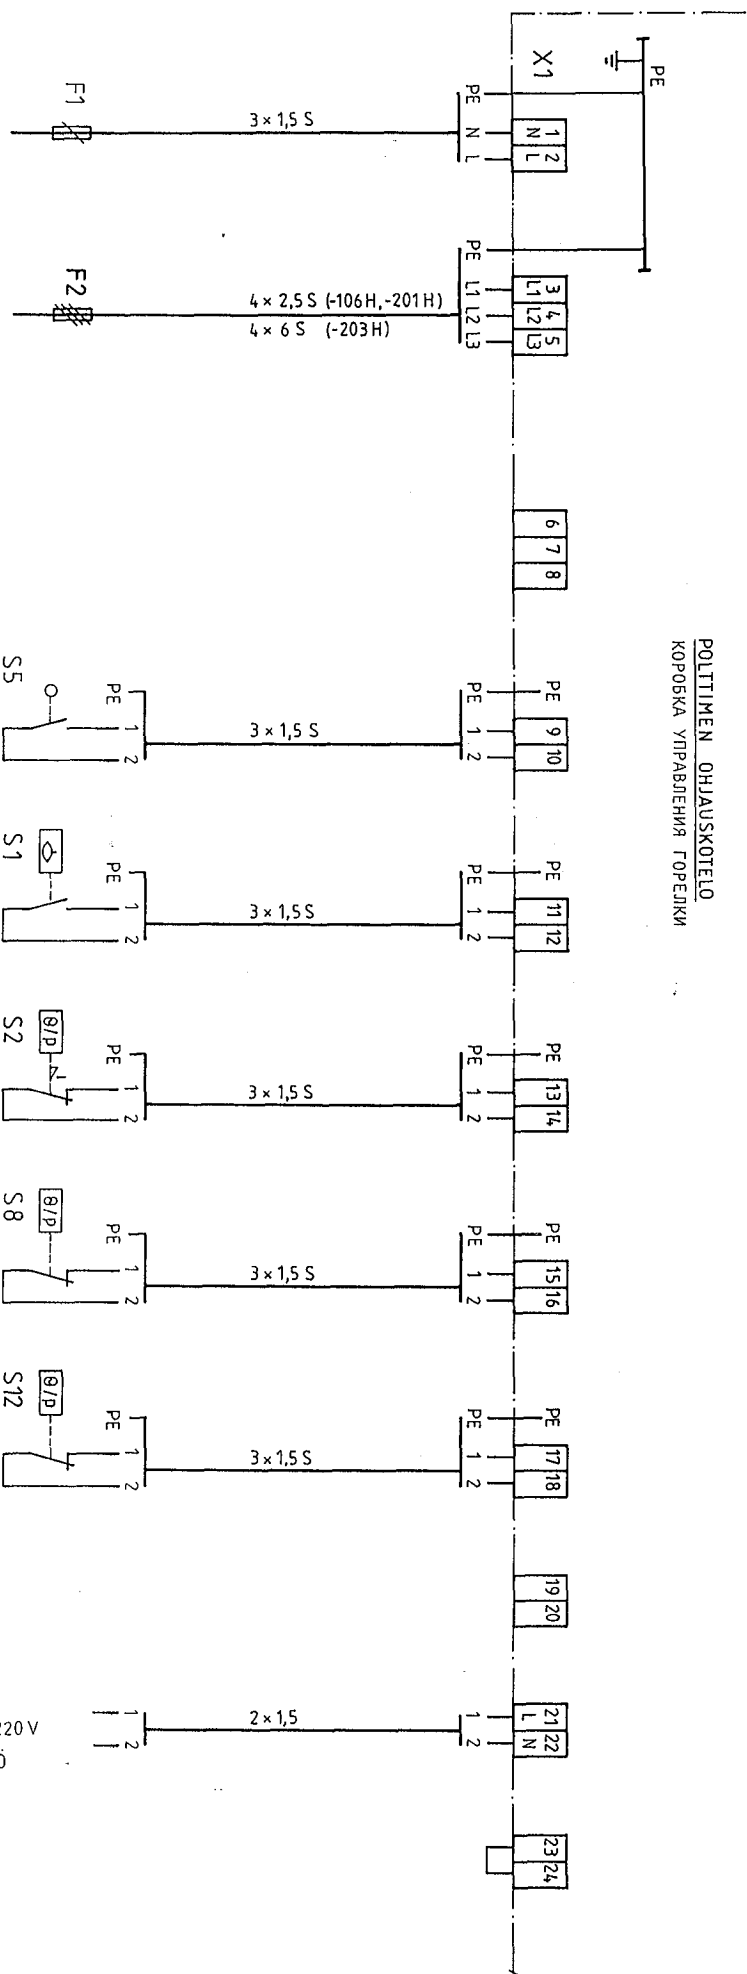 POLTTIMEN OHJAUSKOTELO
КОРОБКА УПРАВЛЕНИЯ ГОРЕЛКИ
X1
PE
PE N L
1 2
N L
3 × 1,5 S
F1
PE L1 L2 L3
3 4 5
L1 L2 L3
4 × 2,5 S (-106H,-201H)
4 × 6 S (-203H)
F2
6 7 8
PE 9 10
PE 1 2
3 × 1,5 S
PE 1 2
S5
PE 11 12
PE 1 2
3 × 1,5 S
PE 1 2
S1
PE 13 14
PE 1 2
3 × 1,5 S
PE 1 2
θ/p
S2
PE 15 16
PE 1 2
3 × 1,5 S
PE 1 2
θ/p
S8
PE 17 18
PE 1 2
3 × 1,5 S
PE 1 2
θ/p
S12
19 20
21 22
L N
1 2
2 × 1,5
1 2
220 V
23 24